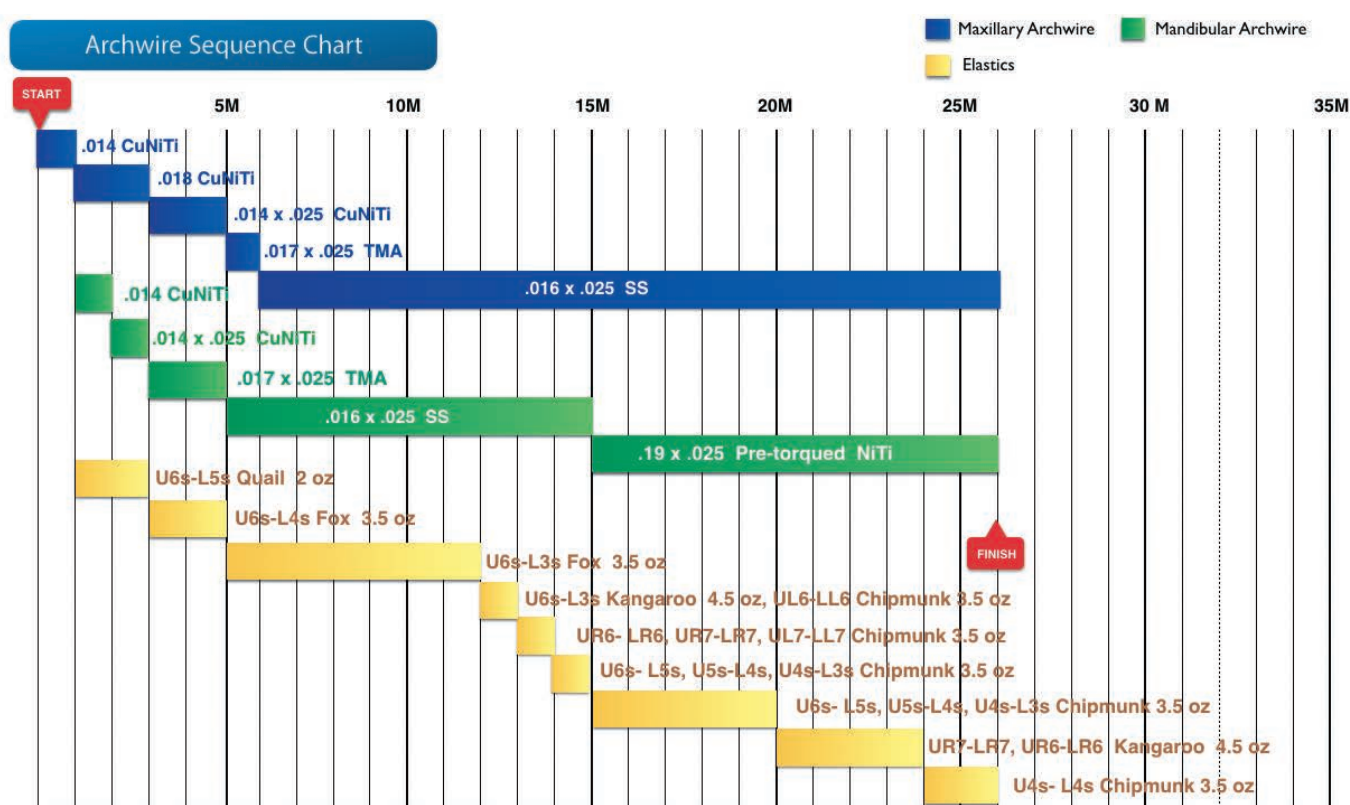 Archwire Sequence Chart
Maxillary Archwire
Mandibular Archwire
Elastics
START
5M
10M
15M
20M
25M
30 M
35M
.014 CuNiTi
.018 CuNiTi
.014 x .025 CuNiTi
.017 x .025 TMA
.016 x .025 SS
.014 CuNiTi
.014 x .025 CuNiTi
.017 x .025 TMA
.016 x .025 SS
.19 x .025 Pre-torqued NiTi
U6s-L5s Quail 2 oz
U6s-L4s Fox 3.5 oz
FINISH
U6s-L3s Fox 3.5 oz
U6s-L3s Kangaroo 4.5 oz, UL6-LL6 Chipmunk 3.5 oz
UR6- LR6, UR7-LR7, UL7-LL7 Chipmunk 3.5 oz
U6s- L5s, U5s-L4s, U4s-L3s Chipmunk 3.5 oz
U6s- L5s, U5s-L4s, U4s-L3s Chipmunk 3.5 oz
UR7-LR7, UR6-LR6 Kangaroo 4.5 oz
U4s- L4s Chipmunk 3.5 oz